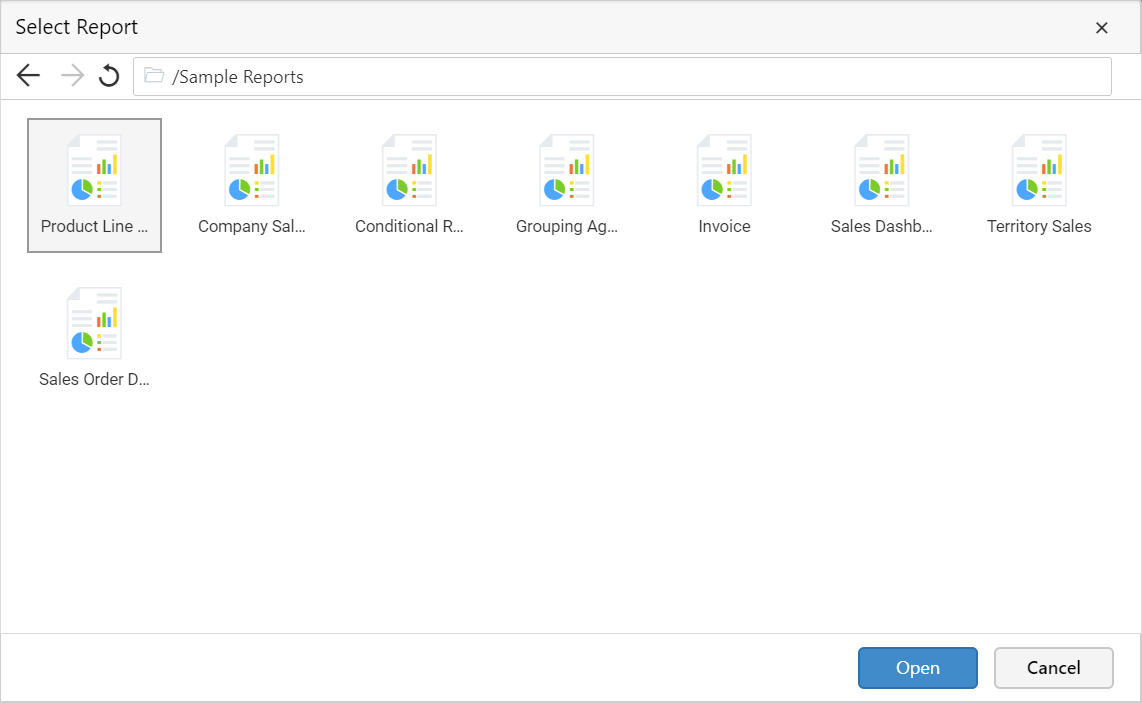 Select Report
/Sample Reports
Product Line ...
Company Sal...
Conditional R...
Grouping Ag...
Invoice
Sales Dashb...
Territory Sales
Sales Order D...
Open
Cancel